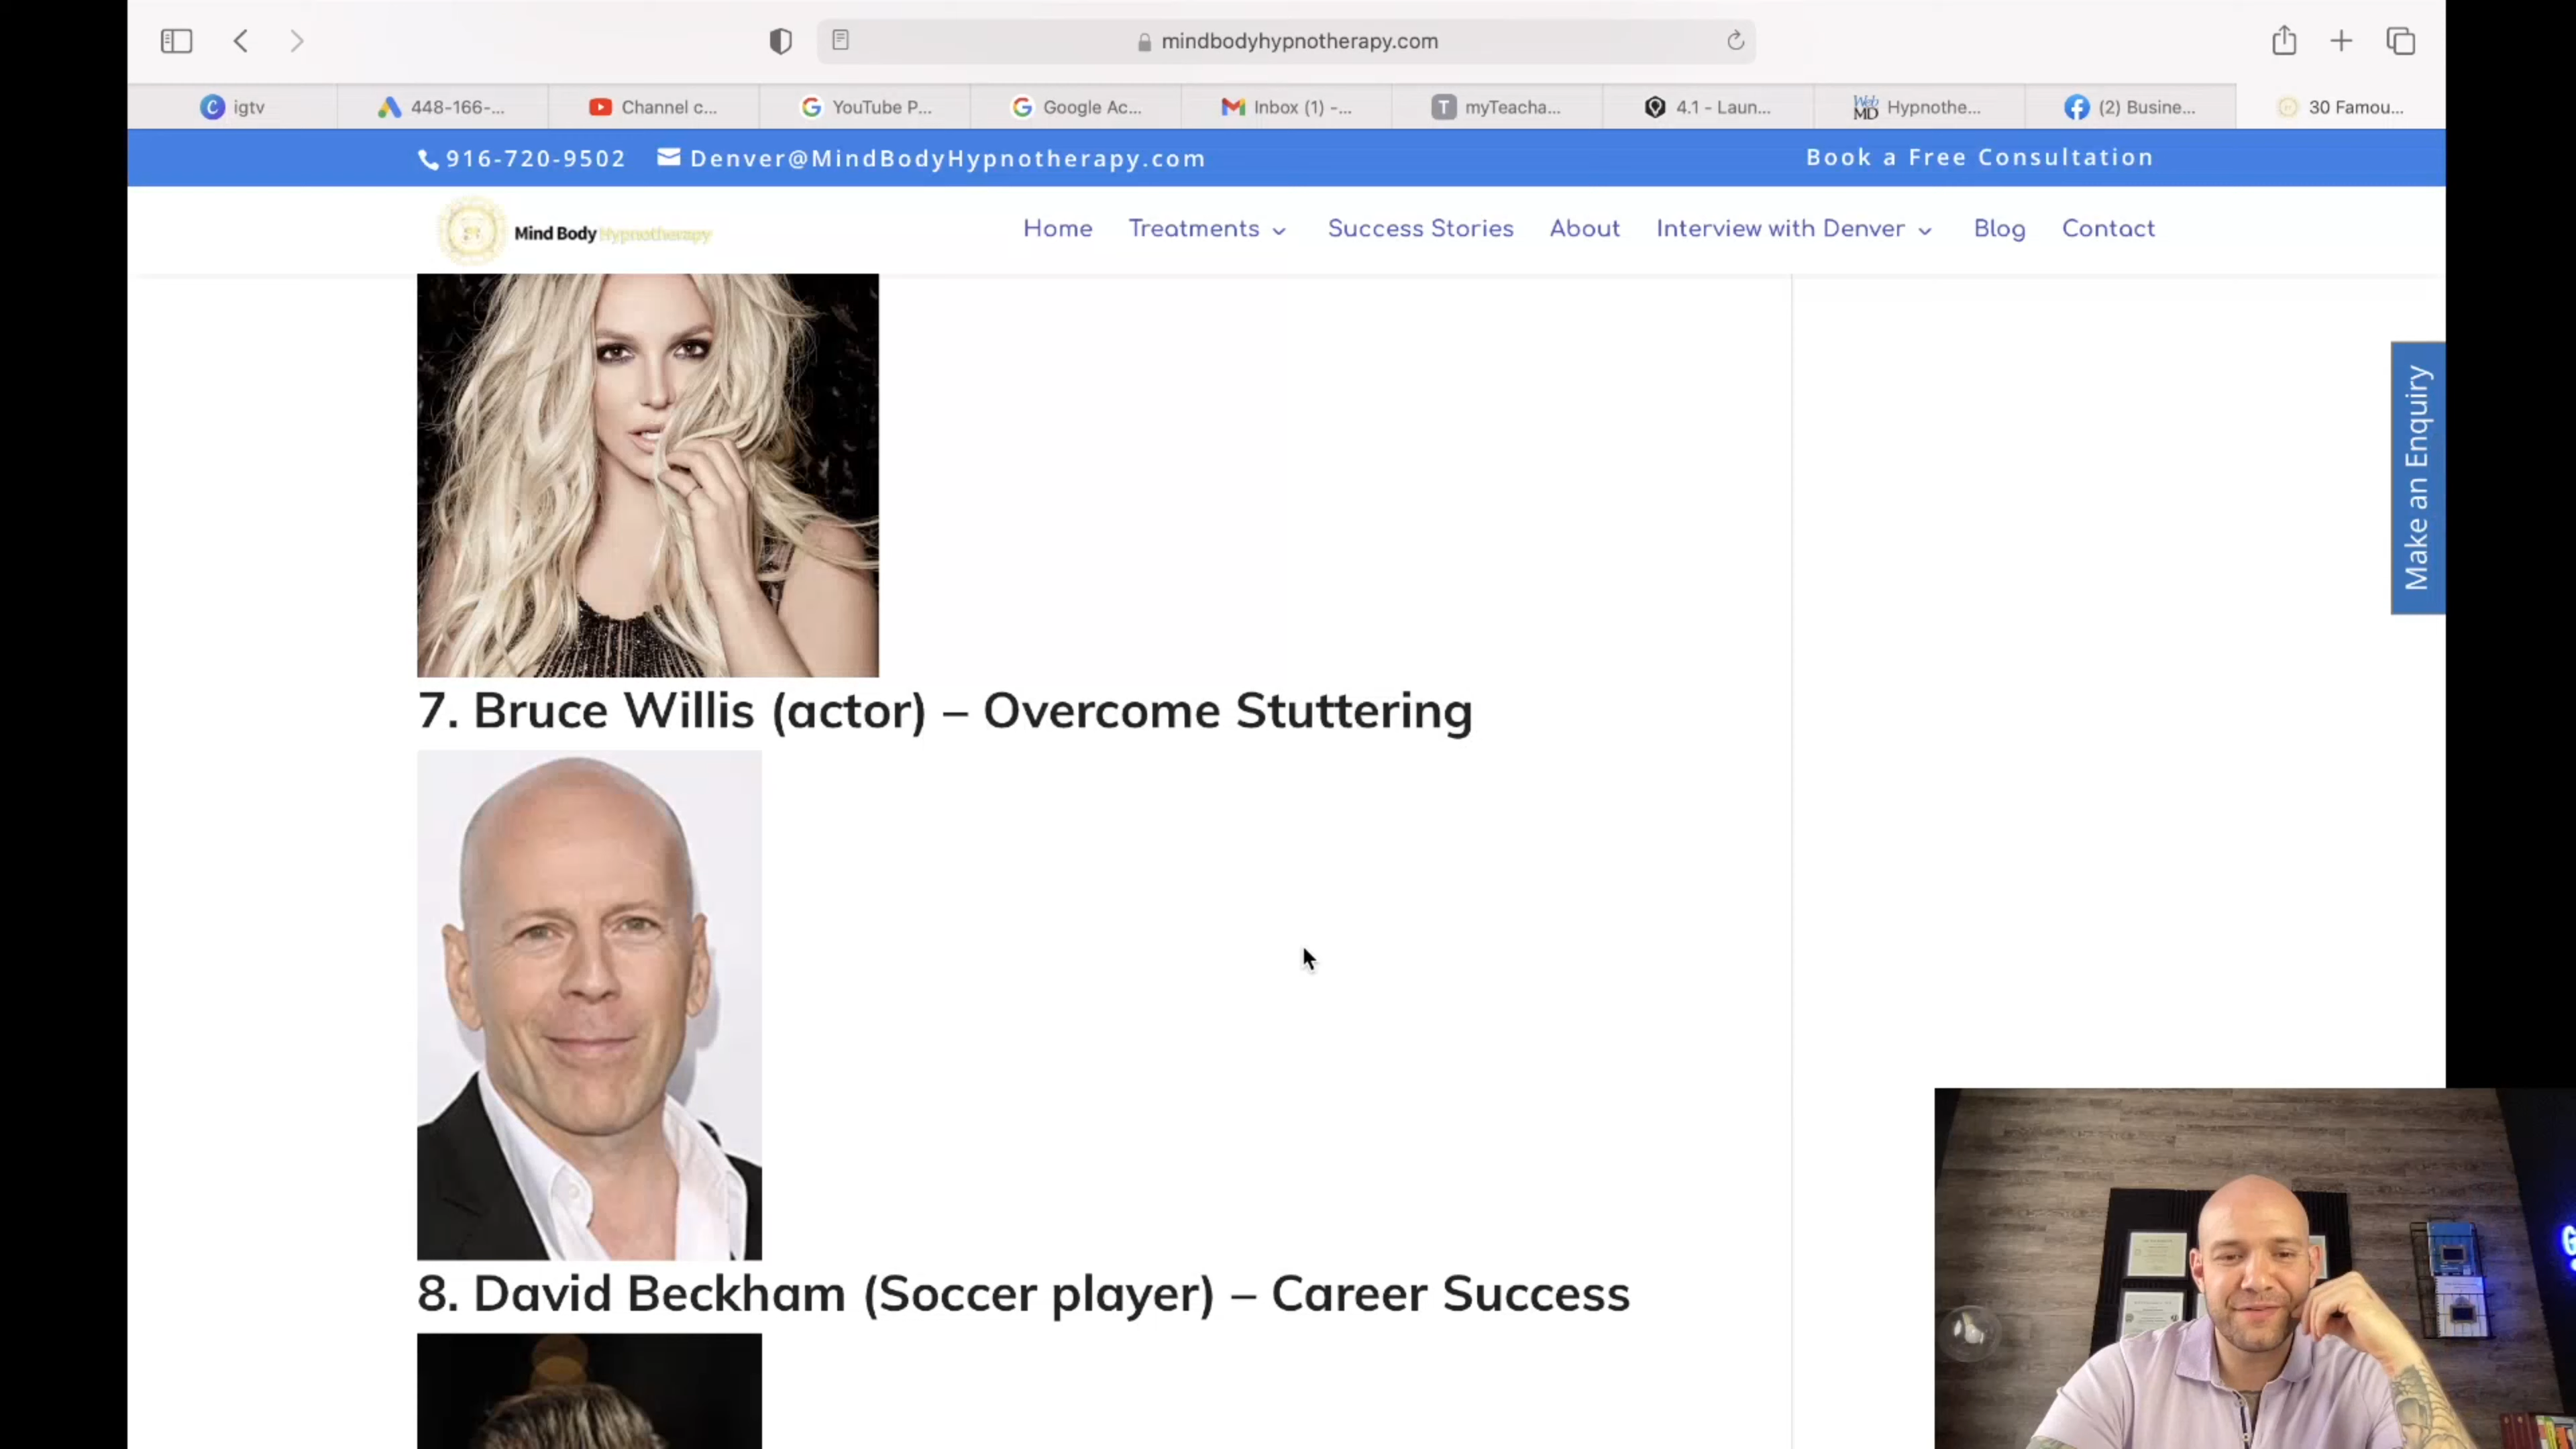 mindbodyhypnotherapy.com
igtv
448-166-...
Channel c...
YouTube P...
Google Ac...
Inbox (1) -...
myTeacha...
4.1 - Laun...
Hypnothe...
(2) Busine...
30 Famou...
916-720-9502
Denver@MindBodyHypnotherapy.com
Book a Free Consultation
Mind Body Hypnotherapy
Home
Treatments
Success Stories
About
Interview with Denver
Blog
Contact
Make an Enquiry
7. Bruce Willis (actor) – Overcome Stuttering
8. David Beckham (Soccer player) – Career Success